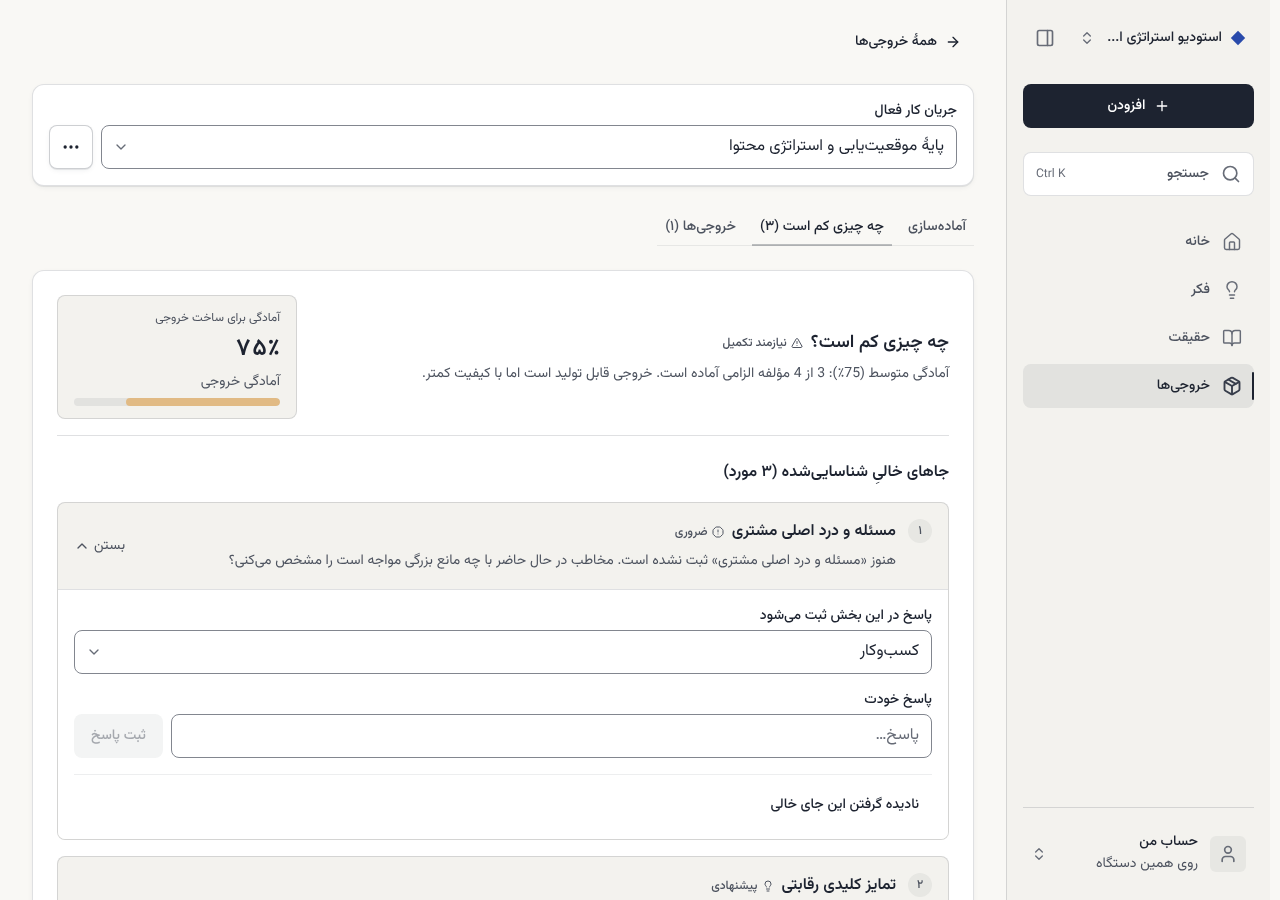 استودیو استراتژی ا...
افزودن
جستجو
Ctrl K
خانه
فکر
حقیقت
خروجی‌ها
حساب من
روی همین دستگاه
همهٔ خروجی‌ها
جریان کار فعال
پایهٔ موقعیت‌یابی و استراتژی محتوا
آماده‌سازی
چه چیزی کم است (۳)
خروجی‌ها (۱)
چه چیزی کم است؟
نیازمند تکمیل
آمادگی متوسط (75٪): 3 از 4 مؤلفه الزامی آماده است. خروجی قابل تولید است اما با کیفیت کمتر.
آمادگی برای ساخت خروجی
۷۵٪
آمادگی خروجی
جاهای خالیِ شناسایی‌شده (۳ مورد)
۱
مسئله و درد اصلی مشتری
ضروری
هنوز «مسئله و درد اصلی مشتری» ثبت نشده است. مخاطب در حال حاضر با چه مانع بزرگی مواجه است را مشخص می‌کنی؟
بستن
پاسخ در این بخش ثبت می‌شود
کسب‌وکار
پاسخ خودت
پاسخ...
ثبت پاسخ
نادیده گرفتن این جای خالی
۲
تمایز کلیدی رقابتی
پیشنهادی